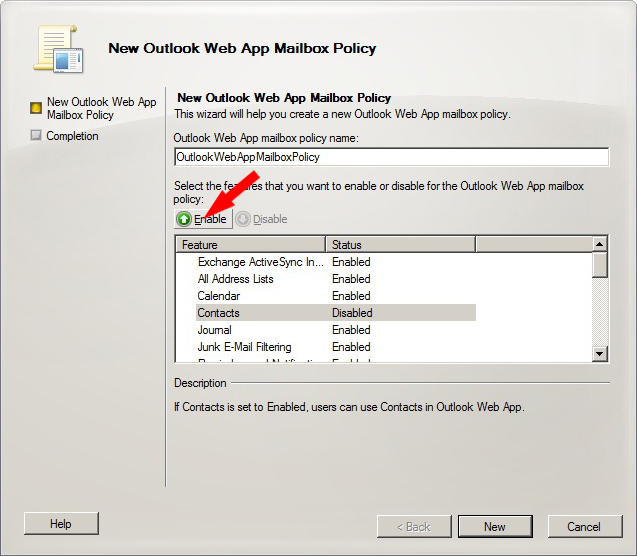 New Outlook Web App Mailbox Policy
New Outlook Web App
Mailbox Policy
Completion
New Outlook Web App Mailbox Policy
This wizard will help you create a new Outlook Web App mailbox policy.
Outlook Web App mailbox policy name:
OutlookWebAppMailboxPolicy
Select the features that you want to enable or disable for the Outlook Web App mailbox
policy:
Enable Disable
Feature Status
Exchange ActiveSync In... Enabled
All Address Lists Enabled
Calendar Enabled
Contacts Disabled
Journal Enabled
Junk E-Mail Filtering Enabled
Description
If Contacts is set to Enabled, users can use Contacts in Outlook Web App.
Help < Back New Cancel